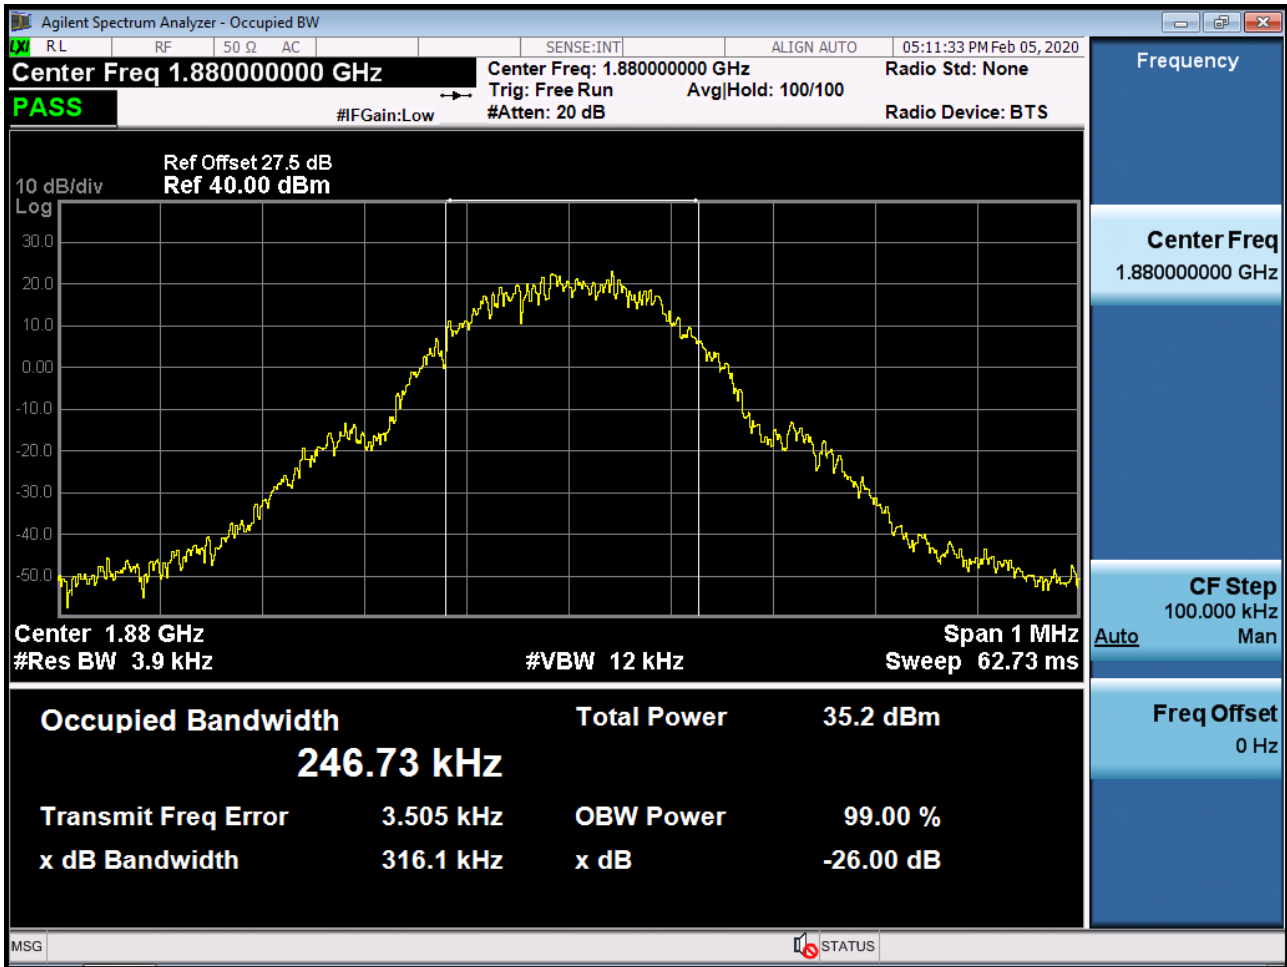 Agilent Spectrum Analyzer - Occupied BW
LXI RL RF 50 Ω AC SENSE:INT ALIGN AUTO 05:11:33 PM Feb 05, 2020
Center Freq 1.880000000 GHz
Center Freq: 1.880000000 GHz
Radio Std: None
Trig: Free Run Avg|Hold: 100/100
PASS
#IFGain:Low
#Atten: 20 dB
Radio Device: BTS
Ref Offset 27.5 dB
10 dB/div
Ref 40.00 dBm
Log
30.0
20.0
10.0
0.00
-10.0
-20.0
-30.0
-40.0
-50.0
Center 1.88 GHz
Span 1 MHz
#Res BW 3.9 kHz
#VBW 12 kHz
Sweep 62.73 ms
Occupied Bandwidth
Total Power 35.2 dBm
246.73 kHz
Transmit Freq Error 3.505 kHz
OBW Power 99.00 %
x dB Bandwidth 316.1 kHz
x dB -26.00 dB
Frequency
Center Freq
1.880000000 GHz
CF Step
100.000 kHz
Auto Man
Freq Offset
0 Hz
MSG
STATUS